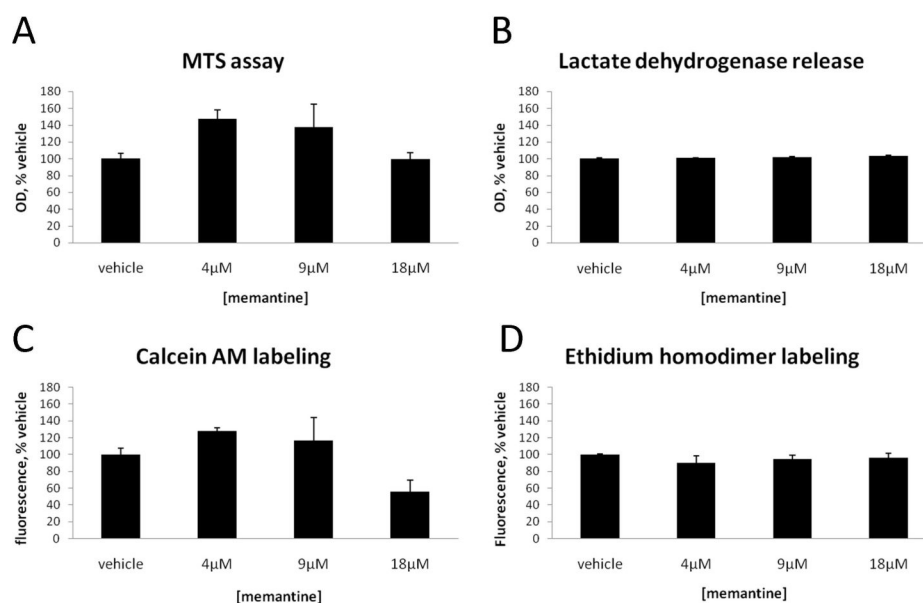 A
MTS assay
OD, % vehicle
180
160
140
120
100
80
60
40
20
0
vehicle 4µM 9µM 18µM
[memantine]
B
Lactate dehydrogenase release
OD, % vehicle
180
160
140
120
100
80
60
40
20
0
vehicle 4µM 9µM 18µM
[memantine]
C
Calcein AM labeling
fluorescence, % vehicle
180
160
140
120
100
80
60
40
20
0
vehicle 4µM 9µM 18µM
[memantine]
D
Ethidium homodimer labeling
Fluorescence, % vehicle
180
160
140
120
100
80
60
40
20
0
vehicle 4µM 9µM 18µM
[memantine]